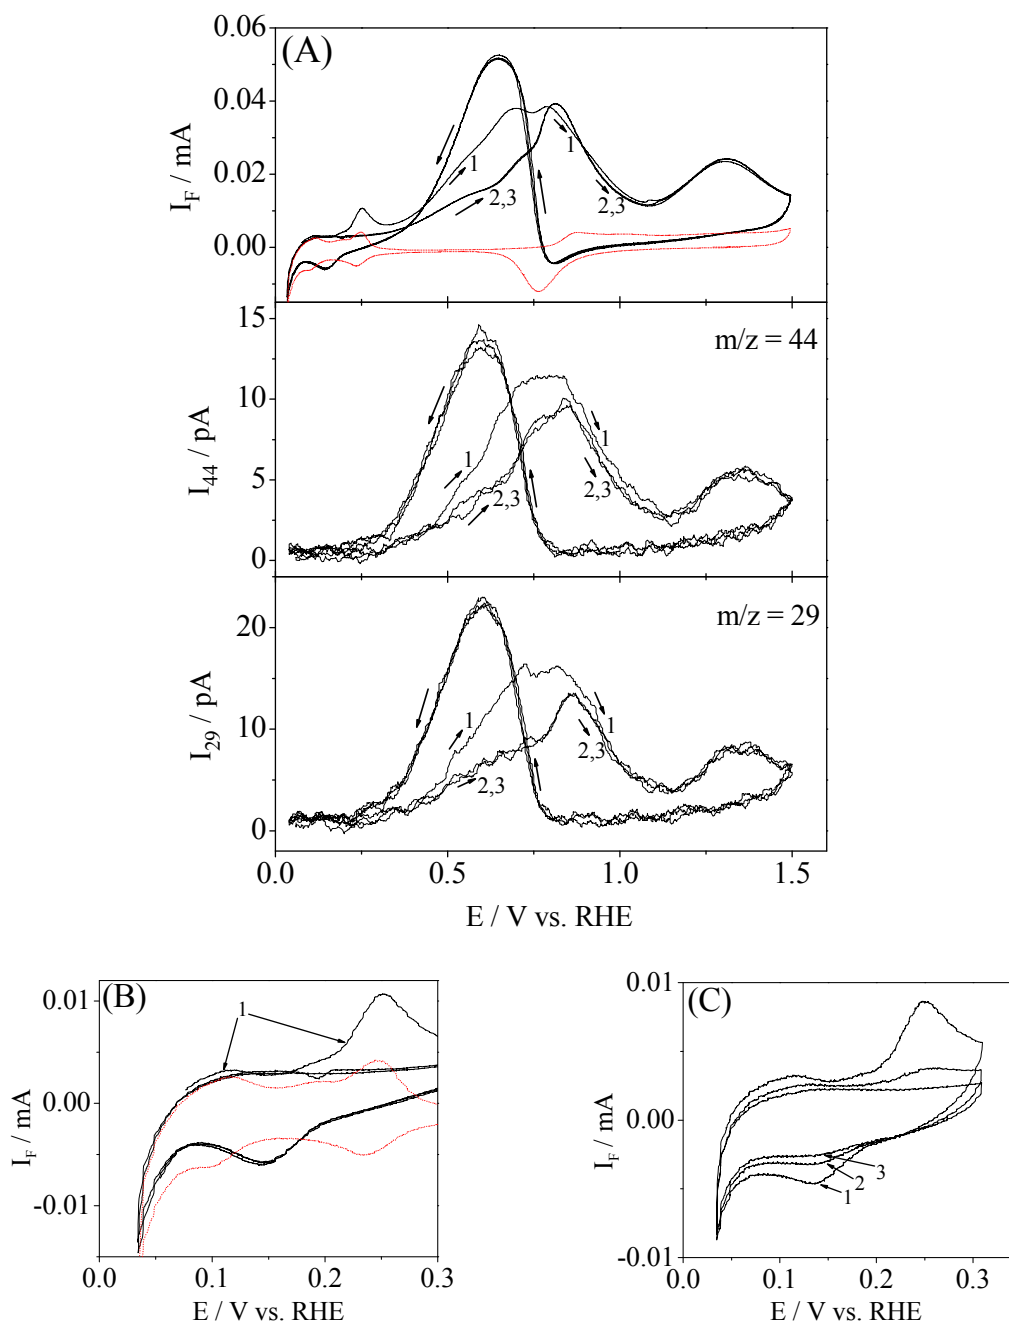 (A)
0.06
0.04
0.02
0.00
I_F / mA
1
1
2,3
2,3
m/z = 44
15
10
5
0
I_44 / pA
1
1
2,3
2,3
m/z = 29
20
10
0
I_29 / pA
1
1
2,3
2,3
0.0 0.5 1.0 1.5
E / V vs. RHE
(B)
1
0.01
0.00
-0.01
I_F / mA
0.0 0.1 0.2 0.3
E / V vs. RHE
(C)
0.01
0.00
-0.01
I_F / mA
3
2
1
0.0 0.1 0.2 0.3
E / V vs. RHE